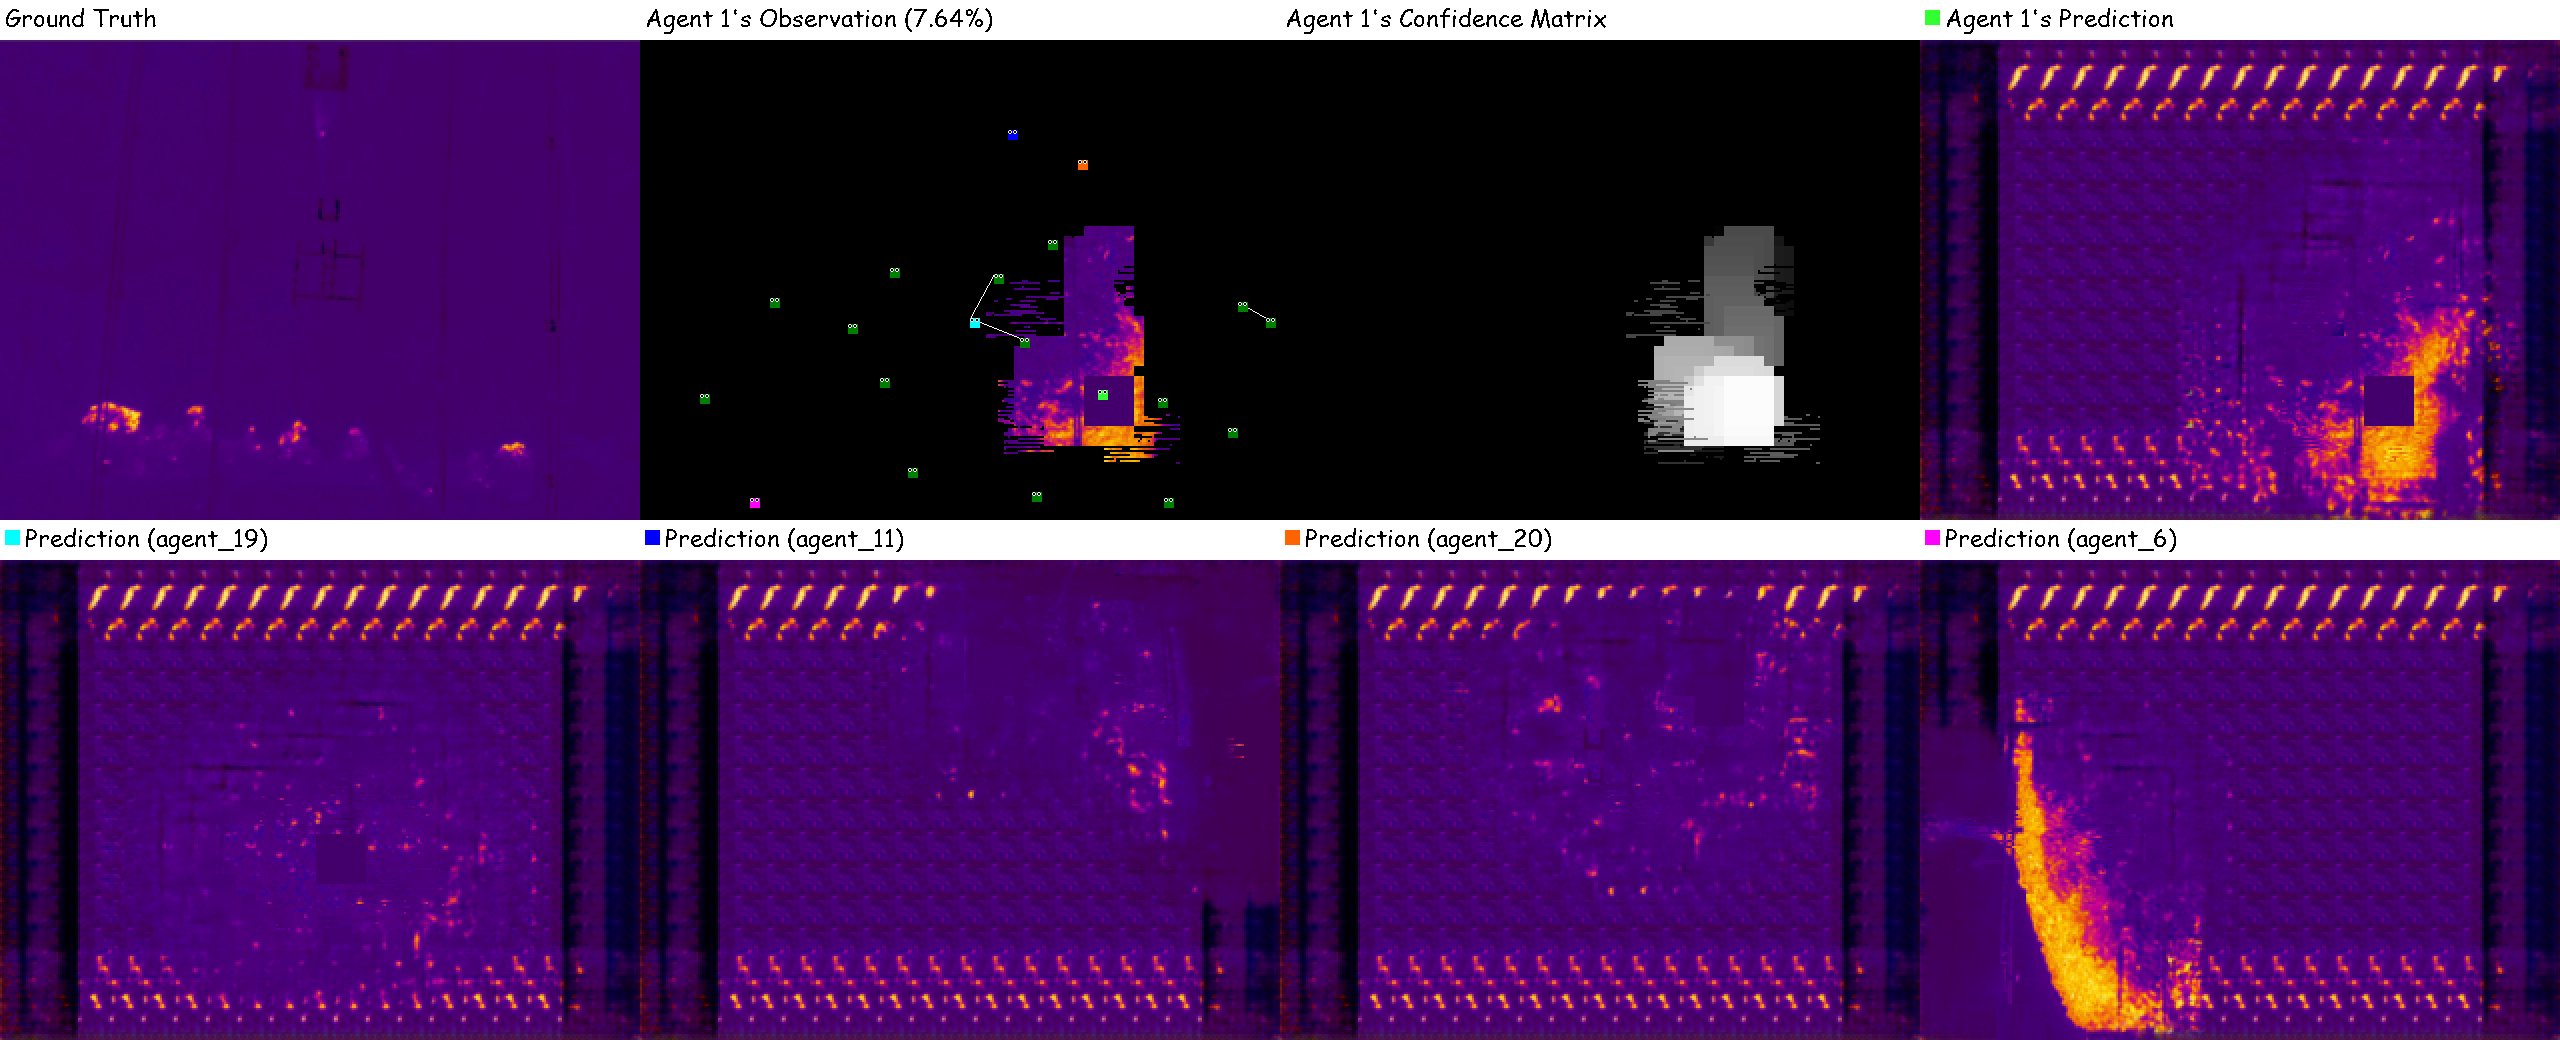 Ground Truth
Agent 1's Observation (7.64%)
Agent 1's Confidence Matrix
Agent 1's Prediction
Prediction (agent_19)
Prediction (agent_11)
Prediction (agent_20)
Prediction (agent_6)